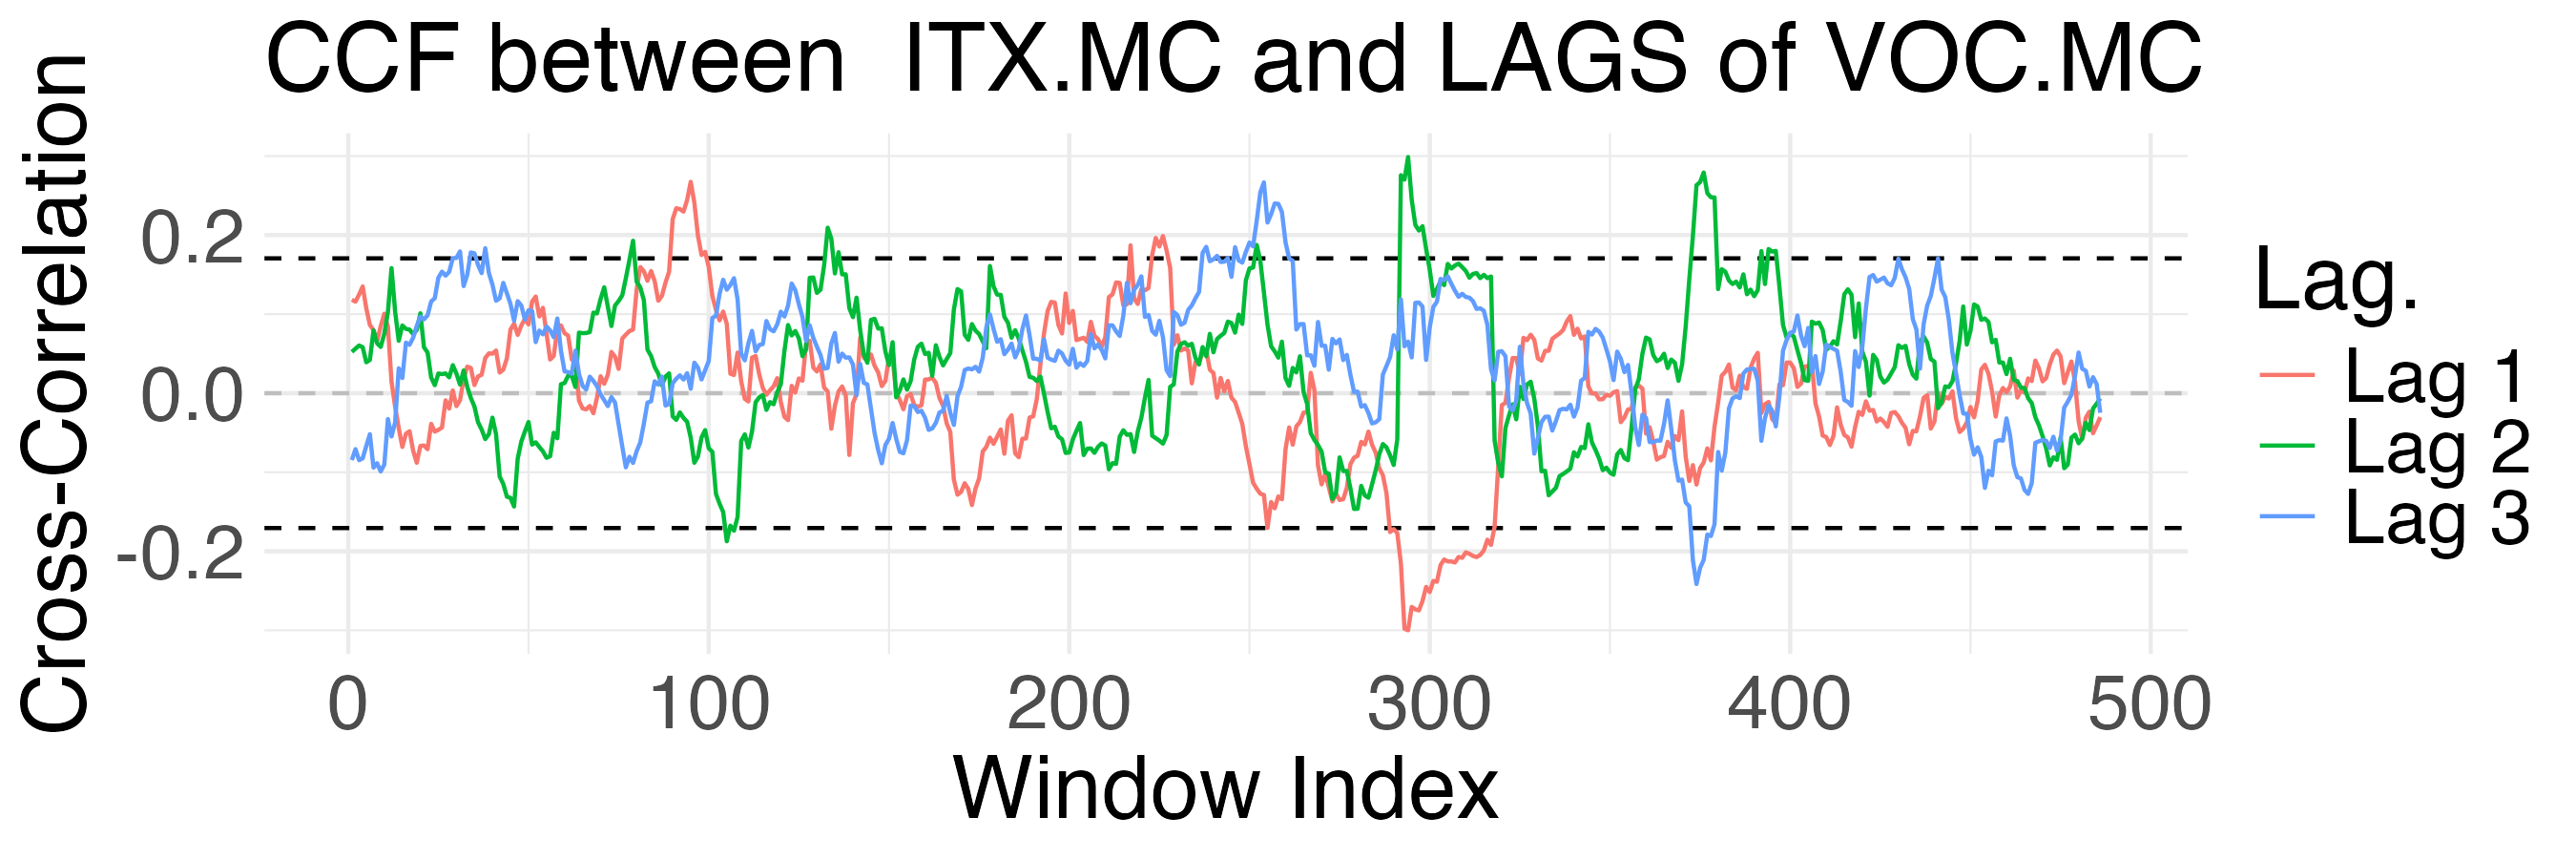 CCF between  ITX.MC and LAGS of VOC.MC
Cross-Correlation
0.2
0.0
-0.2
0
100
200
300
400
500
Window Index
Lag.
Lag 1
Lag 2
Lag 3